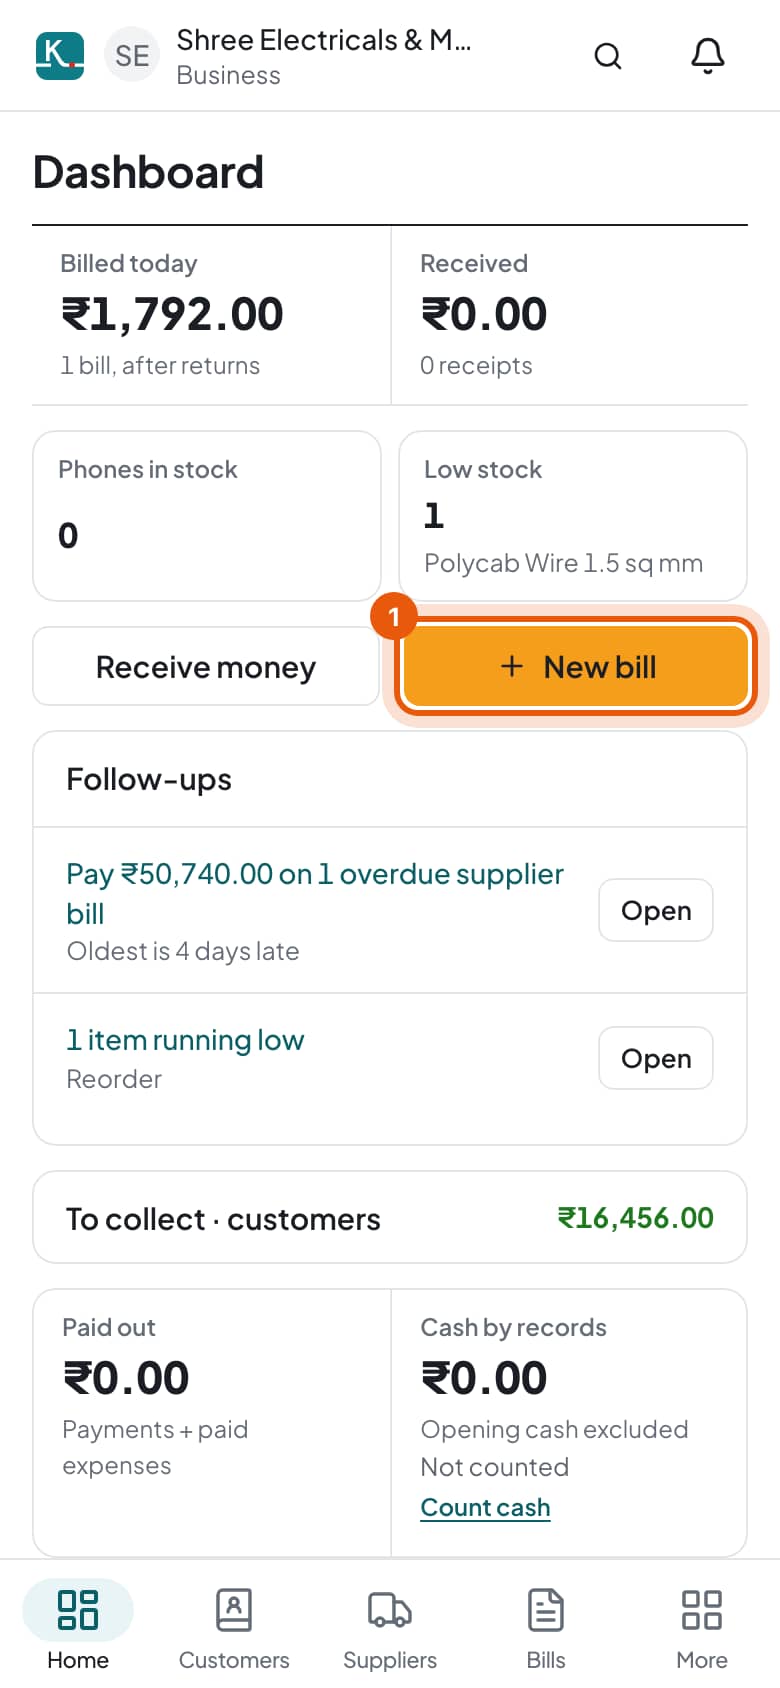 K.
SE
Shree Electricals & M...
Business
Dashboard
Billed today
₹1,792.00
1 bill, after returns
Received
₹0.00
0 receipts
Phones in stock
0
Low stock
1
Polycab Wire 1.5 sq mm
Receive money
1
+ New bill
Follow-ups
Pay ₹50,740.00 on 1 overdue supplier
bill
Oldest is 4 days late
Open
1 item running low
Reorder
Open
To collect · customers
₹16,456.00
Paid out
₹0.00
Payments + paid
expenses
Cash by records
₹0.00
Opening cash excluded
Not counted
Count cash
Home
Customers
Suppliers
Bills
More